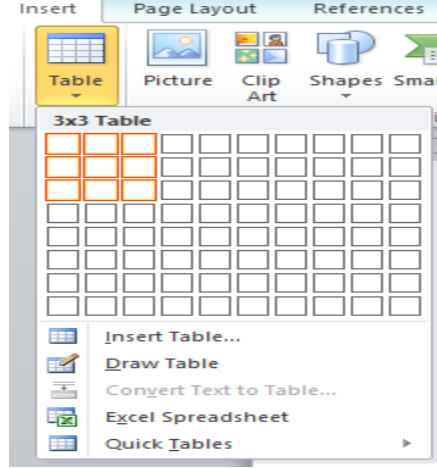 Insert Page Layout References
Table Picture Clip Art Shapes
3x3 Table
Insert Table...
Draw Table
Convert Text to Table...
Excel Spreadsheet
Quick Tables